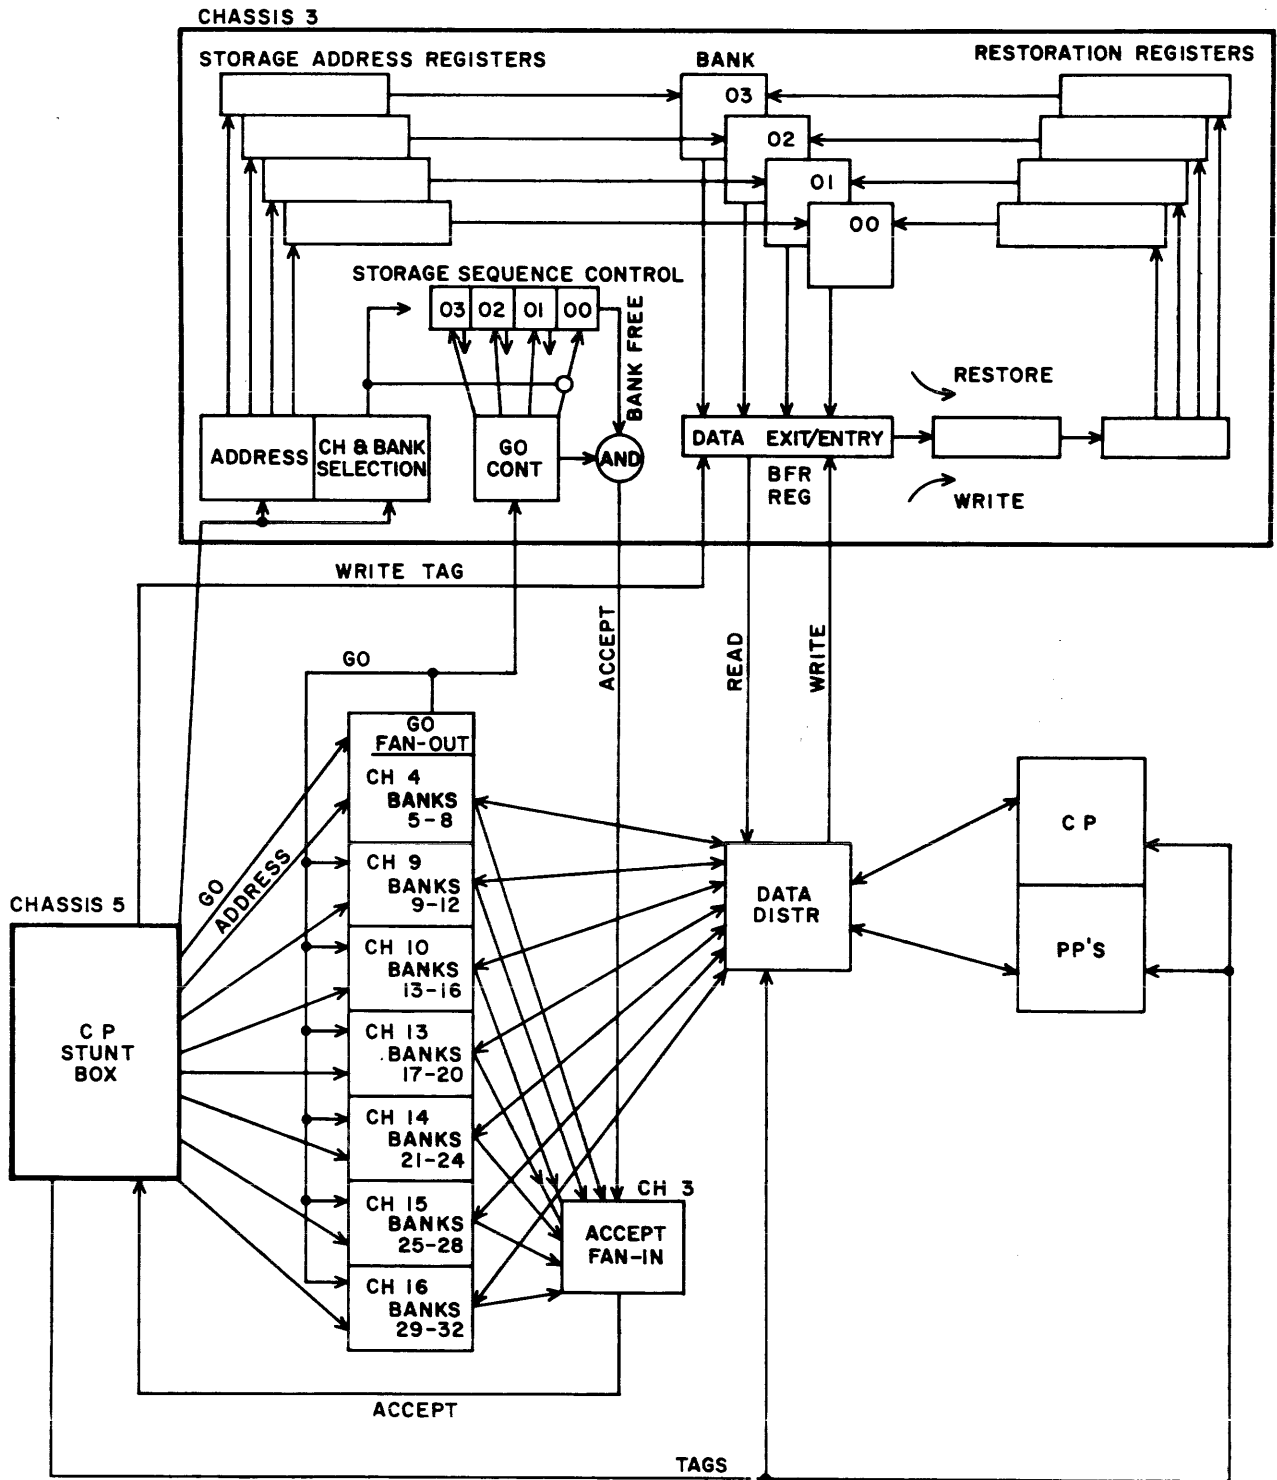 CHASSIS 3
STORAGE ADDRESS REGISTERS
BANK
RESTORATION REGISTERS
03
02
01
00
STORAGE SEQUENCE CONTROL
03 02 01 00
BANK FREE
RESTORE
ADDRESS
CH & BANK
SELECTION
GO
CONT
AND
DATA EXIT/ENTRY
BFR
REG
WRITE
WRITE TAG
GO
ACCEPT
READ
WRITE
GO
FAN-OUT
CH 4
BANKS
5-8
CH 9
BANKS
9-12
CH 10
BANKS
13-16
CH 13
BANKS
17-20
CH 14
BANKS
21-24
CH 15
BANKS
25-28
CH 16
BANKS
29-32
GO
ADDRESS
CHASSIS 5
CP
STUNT
BOX
DATA
DISTR
CP
PP'S
CH 3
ACCEPT
FAN-IN
ACCEPT
TAGS